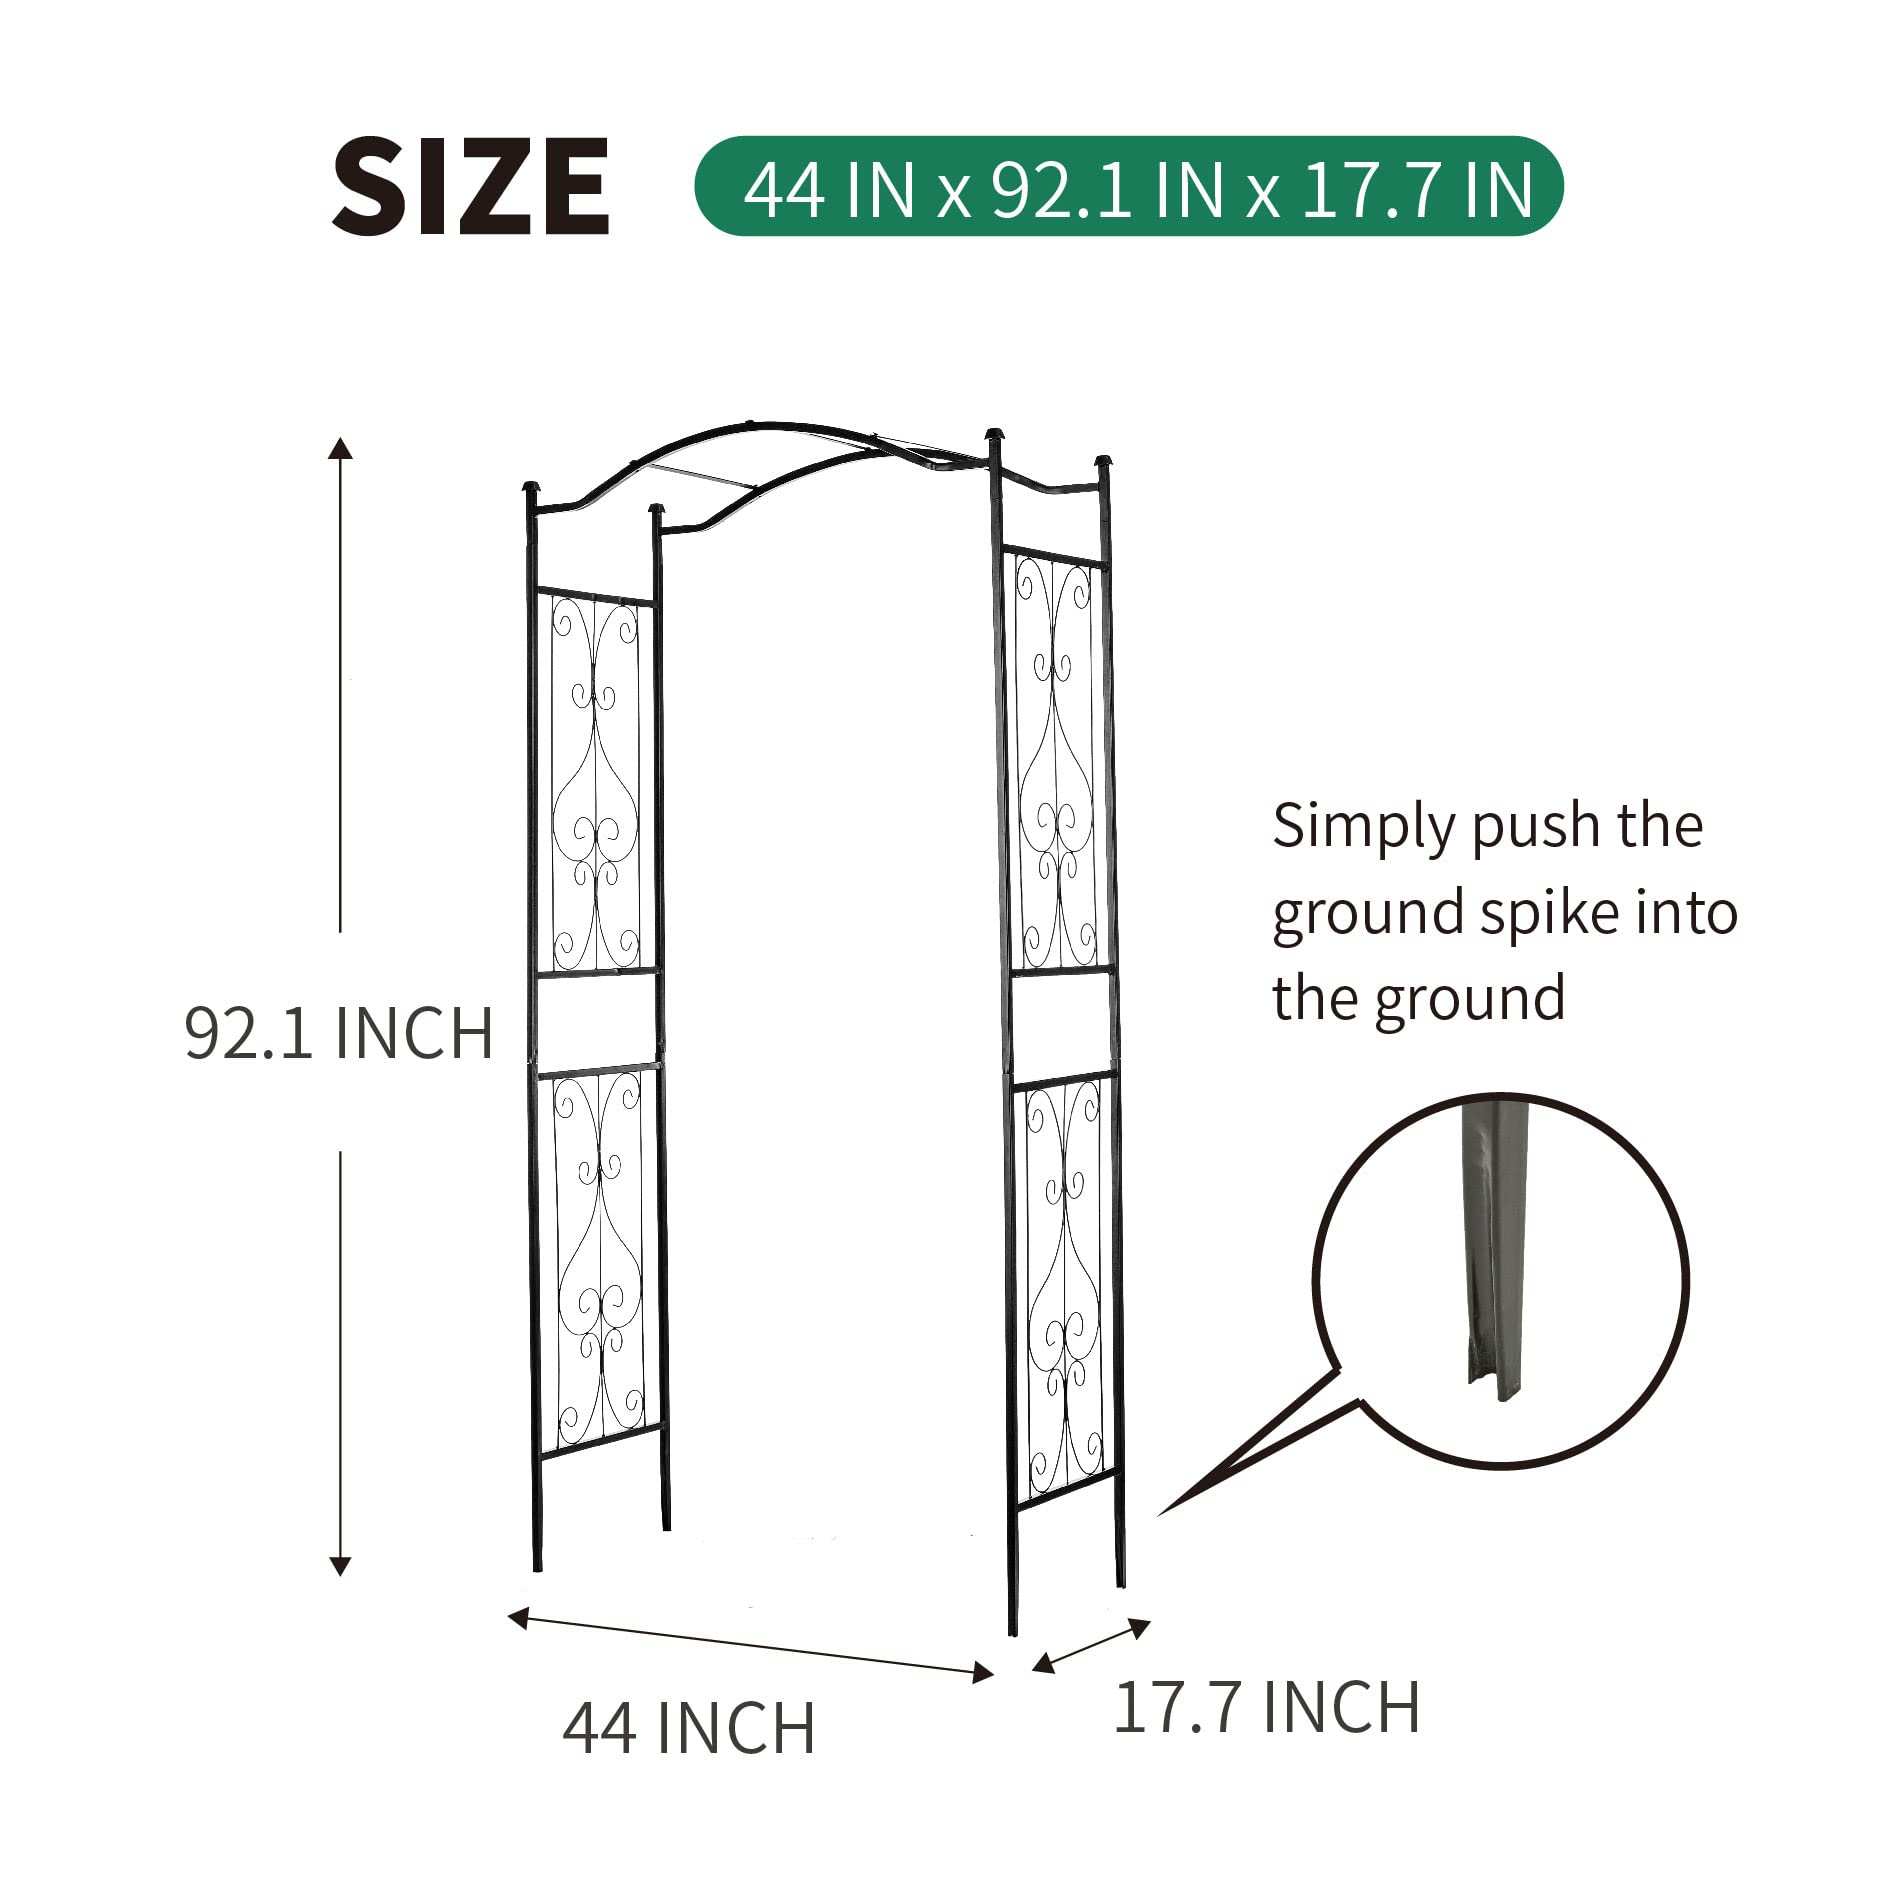 SIZE
44 IN x 92.1 IN x 17.7 IN
Simply push the
ground spike into
the ground
92.1 INCH
44 INCH
17.7 INCH